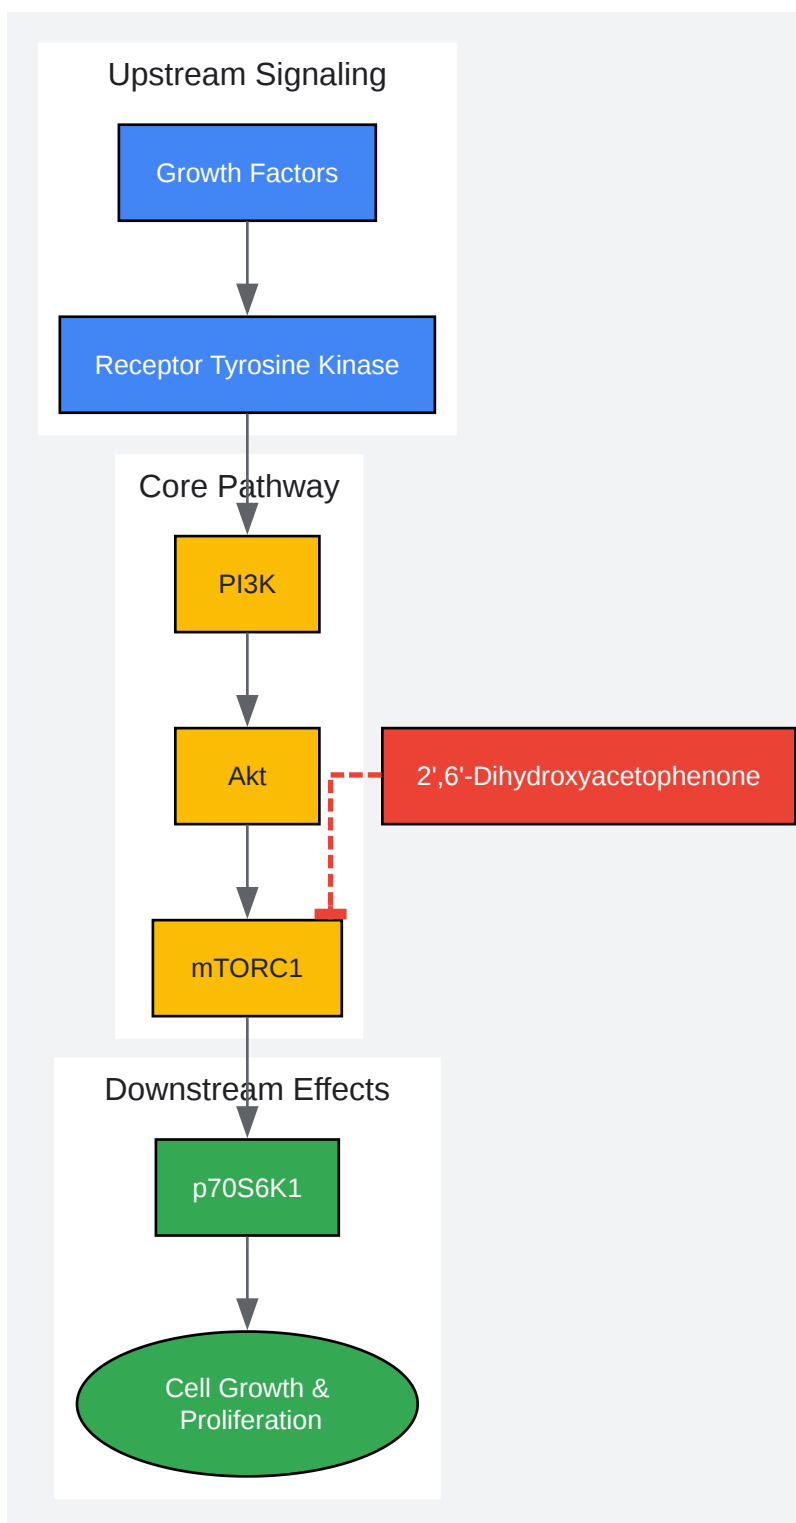 Upstream Signaling
Growth Factors
Receptor Tyrosine Kinase
Core Pathway
PI3K
Akt
2',6'-Dihydroxyacetophenone
mTORC1
Downstream Effects
p70S6K1
Cell Growth &
Proliferation